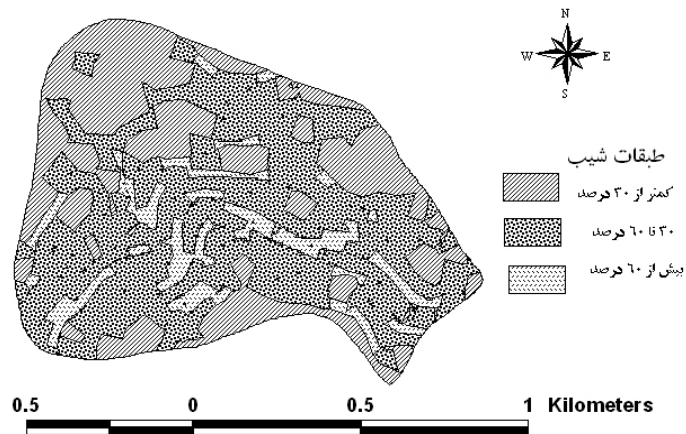 N
W E
S
طبقات شیب
کمتر از ۳۰ درصد
۳۰ تا ۶۰ درصد
بیش از ۶۰ درصد
0.5 0 0.5 1 Kilometers